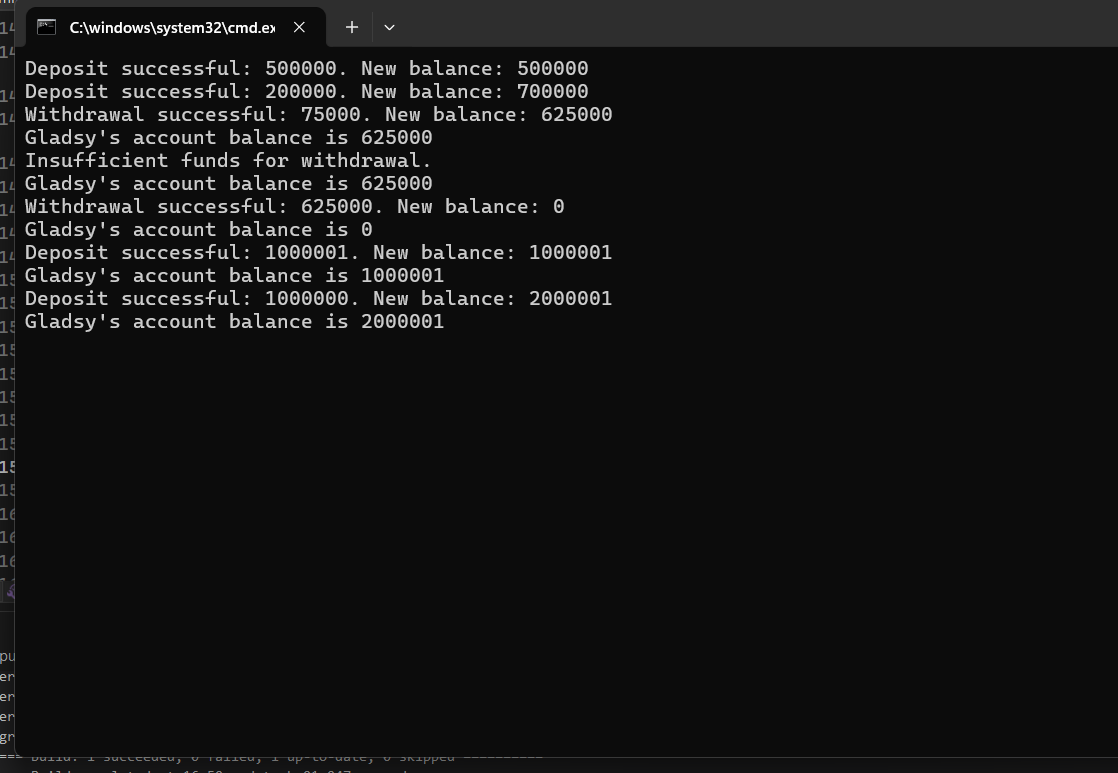 C:\windows\system32\cmd.ex
Deposit successful: 500000. New balance: 500000
Deposit successful: 200000. New balance: 700000
Withdrawal successful: 75000. New balance: 625000
Gladsy's account balance is 625000
Insufficient funds for withdrawal.
Gladsy's account balance is 625000
Withdrawal successful: 625000. New balance: 0
Gladsy's account balance is 0
Deposit successful: 1000001. New balance: 1000001
Gladsy's account balance is 1000001
Deposit successful: 1000000. New balance: 2000001
Gladsy's account balance is 2000001